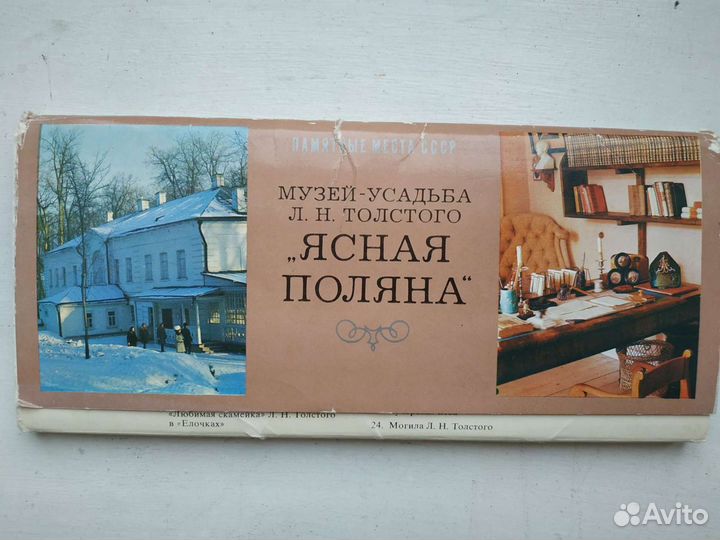 ПАМЯТНЫЕ МЕСТА СССР
МУЗЕЙ-УСАДЬБА
Л. Н. ТОЛСТОГО
„ЯСНАЯ
ПОЛЯНА“
«Любимая скамейка» Л. Н. Толстого
в «Елочках»
24. Могила Л. Н. Толстого
Avito